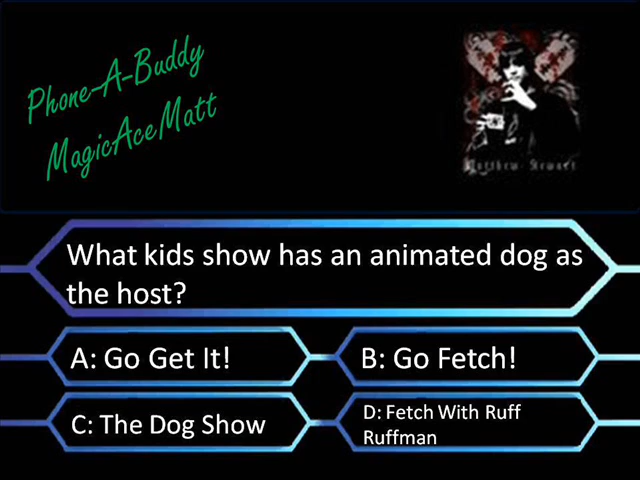 Phone-A-Buddy
MagicAceMatt
What kids show has an animated dog as
the host?
A: Go Get It!
B: Go Fetch!
C: The Dog Show
D: Fetch With Ruff
Ruffman